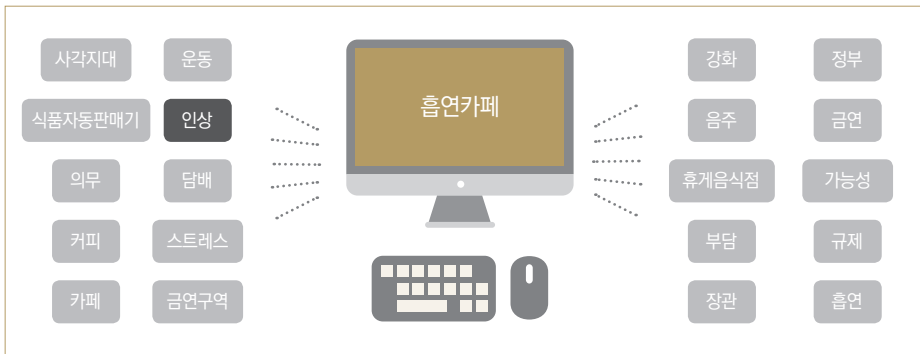 사각지대
운동
식품자동판매기
인상
의무
담배
커피
스트레스
카페
금연구역
흡연카페
강화
정부
음주
금연
휴게음식점
가능성
부담
규제
장관
흡연